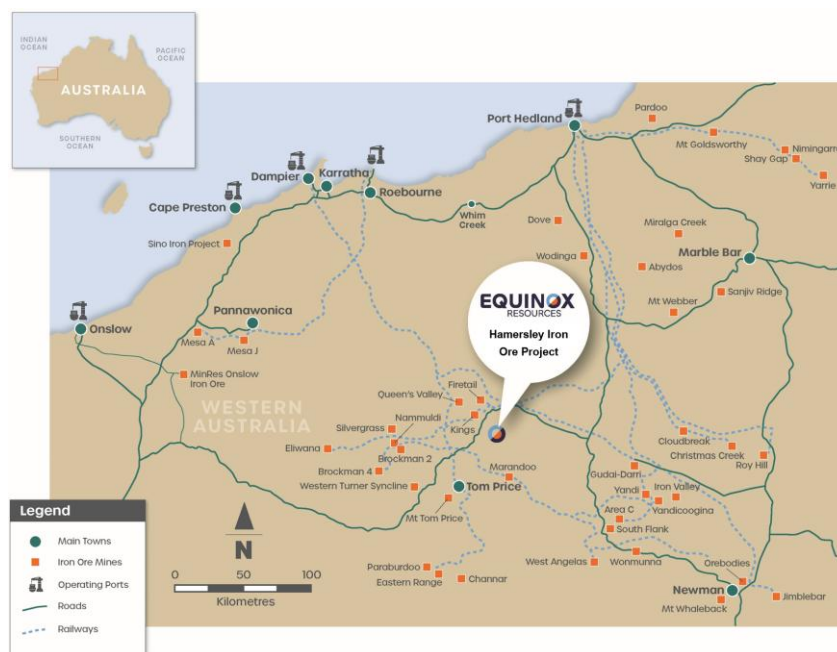 INDIAN
OCEAN
PACIFIC
OCEAN
AUSTRALIA
SOUTHERN
OCEAN
Port Hedland
Pardoo
Mt Goldsworthy
Nimingarra
Shay Gap
Yarrie
Dampier
Karratha
Roebourne
Cape Preston
Whim
Creek
Dove
Miralga Creek
Sino Iron Project
Wodinga
Marble Bar
Abydos
EQUINOX
RESOURCES
Hamersley Iron
Ore Project
Sanjiv Ridge
Mt Webber
Onslow
Pannawonica
Mesa A
Mesa J
MinRes Onslow
Iron Ore
WESTERN
AUSTRALIA
Firetail
Queen's Valley
Nammuldi
Silvergrass
Kings
Eliwana
Brockman 2
Brockman 4
Marandoo
Western Turner Syncline
Tom Price
Mt Tom Price
Cloudbreak
Christmas Creek
Roy Hill
Gudai-Darri
Iron Valley
Yandi
Yandicoogina
Area C
South Flank
Paraburdoo
Eastern Range
Channar
West Angelas
Wonmunna
Orebodies
Newman
Mt Whaleback
Jimblebar
Legend
Main Towns
Iron Ore Mines
Operating Ports
Roads
Railways
N
0 50 100
Kilometres